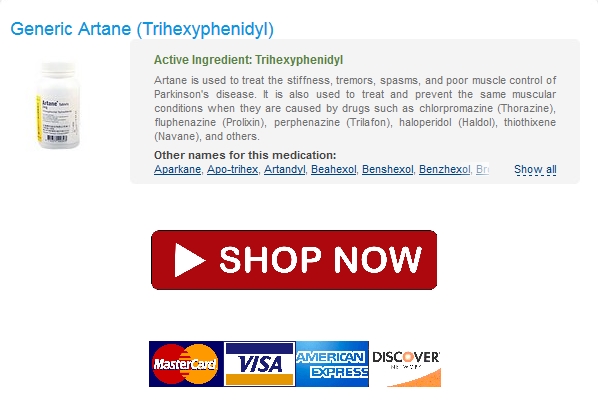 Generic Artane (Trihexyphenidyl)
Active Ingredient: Trihexyphenidyl
Artane is used to treat the stiffness, tremors, spasms, and poor muscle control of
Parkinson's disease. It is also used to treat and prevent the same muscular
conditions when they are caused by drugs such as chlorpromazine (Thorazine),
fluphenazine (Prolixin), perphenazine (Trilafon), haloperidol (Haldol), thiothixene
(Navane), and others.
Other names for this medication:
Aparkane, Apo-trihex, Artandyl, Beahexol, Benshexol, Benzhexol, Br
Show all
Artane
SHOP NOW
MasterCard
VISA
AMERICAN EXPRESS
DISCOVER
NETWORK